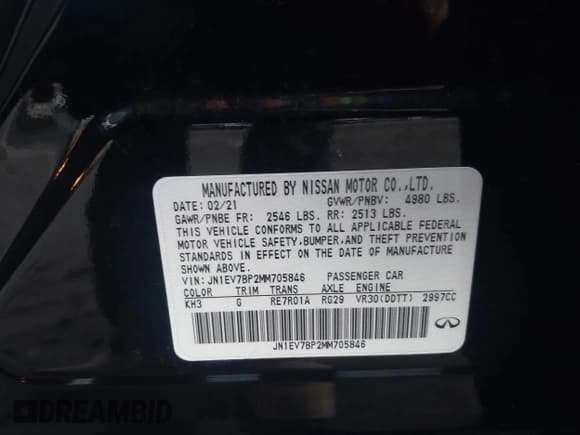 MANUFACTURED BY NISSAN MOTOR CO.,LTD.
DATE: 02/21 GVWR/PNBV: 4980 LBS.
GAWR/PNBE FR: 2546 LBS. RR: 2513 LBS.
THIS VEHICLE CONFORMS TO ALL APPLICABLE FEDERAL
MOTOR VEHICLE SAFETY,BUMPER,AND THEFT PREVENTION
STANDARDS IN EFFECT ON THE DATE OF MANUFACTURE
SHOWN ABOVE.
VIN: JN1EV7BP2MM705846 PASSENGER CAR
COLOR TRIM TRANS AXLE ENGINE
KH3 G RE7R01A RG29 VR30(DDTT) 2997CC
JN1EV7BP2MM705846
DREAMBID